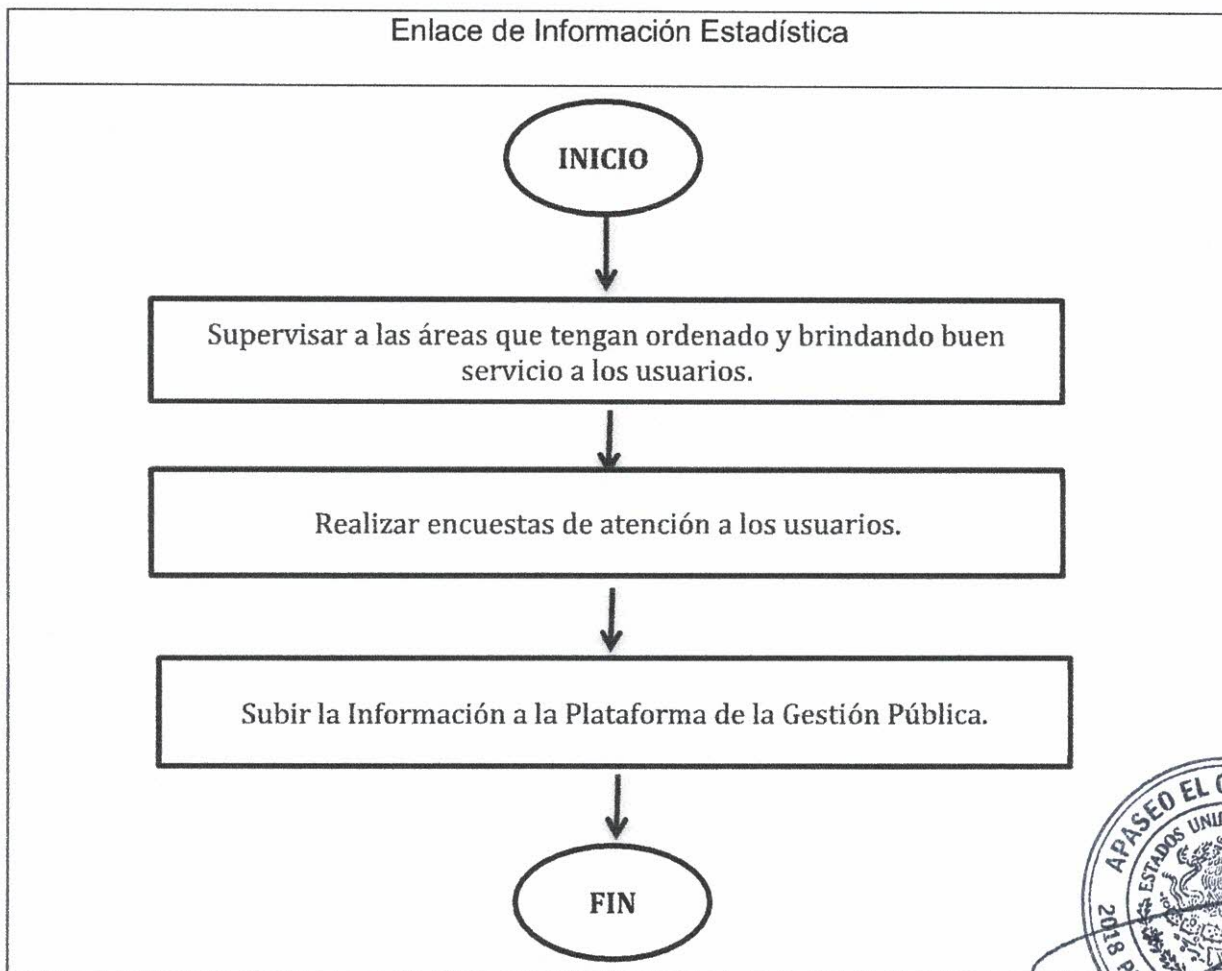 Enlace de Información Estadística
INICIO
Supervisar a las áreas que tengan ordenado y brindando buen
servicio a los usuarios.
Realizar encuestas de atención a los usuarios.
Subir la Información a la Plataforma de la Gestión Pública.
FIN
APASEO EL
ESTADOS
2018